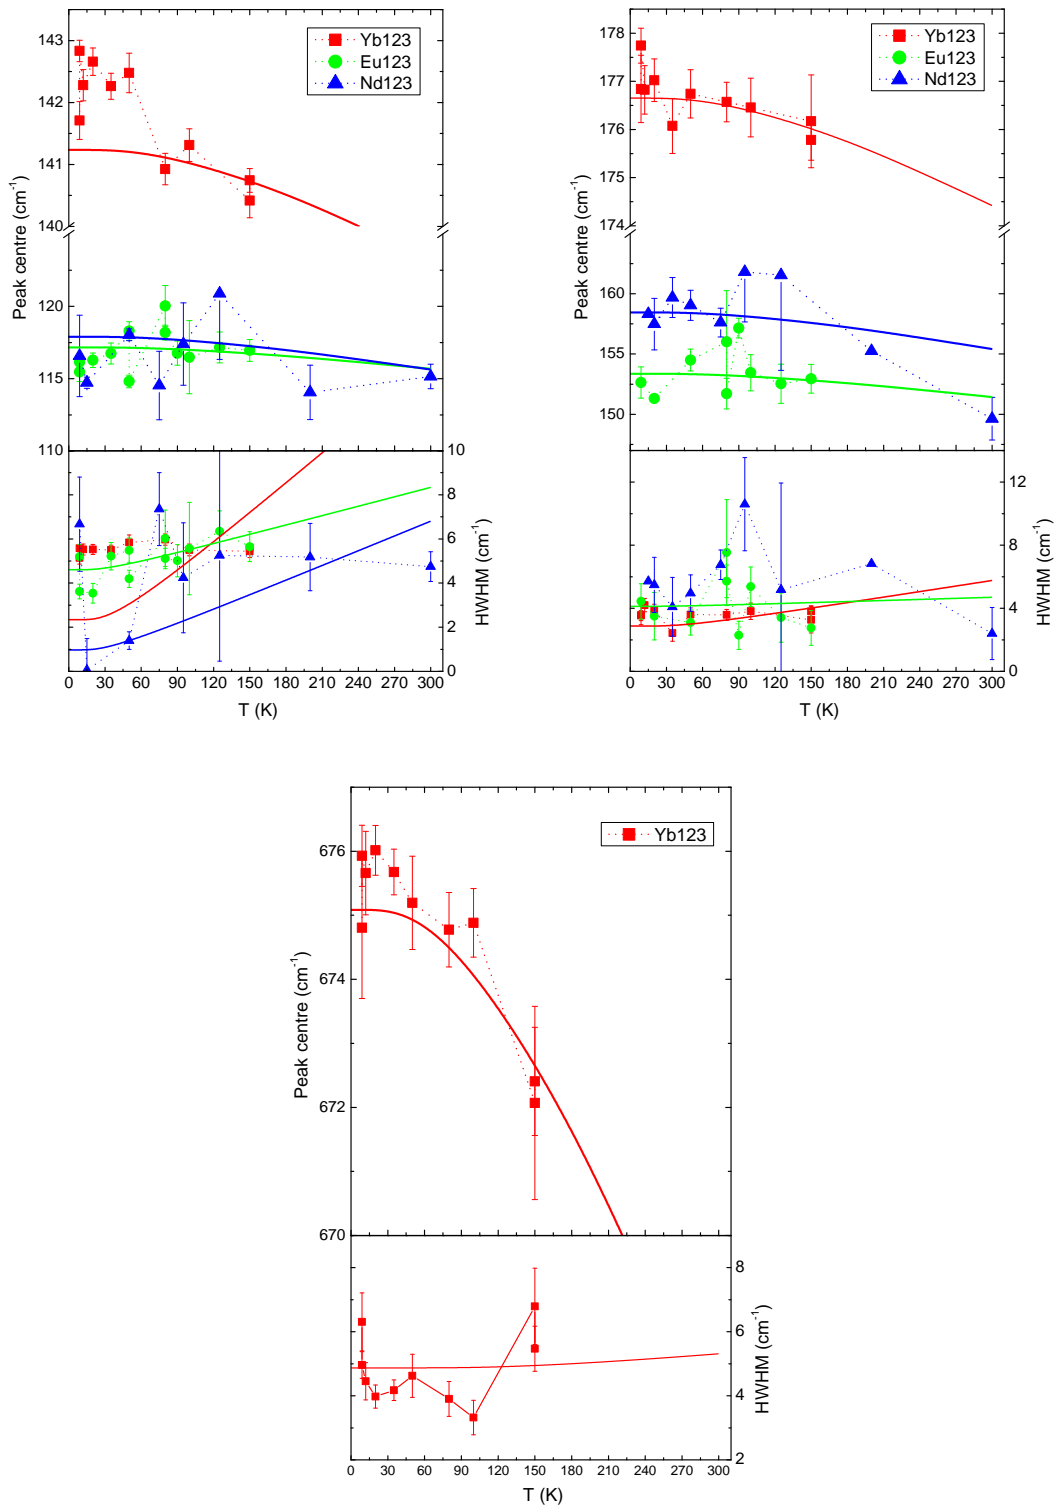 143
142
141
140
120
115
110
Peak centre (cm⁻¹)
Yb123
Eu123
Nd123
10
8
6
4
2
0
HWHM (cm⁻¹)
0 30 60 90 120 150 180 210 240 270 300
T (K)
178
177
176
175
174
160
155
150
Peak centre (cm⁻¹)
Yb123
Eu123
Nd123
12
8
4
0
HWHM (cm⁻¹)
0 30 60 90 120 150 180 210 240 270 300
T (K)
676
674
672
670
Peak centre (cm⁻¹)
Yb123
8
6
4
2
HWHM (cm⁻¹)
0 30 60 90 120 150 180 210 240 270 300
T (K)